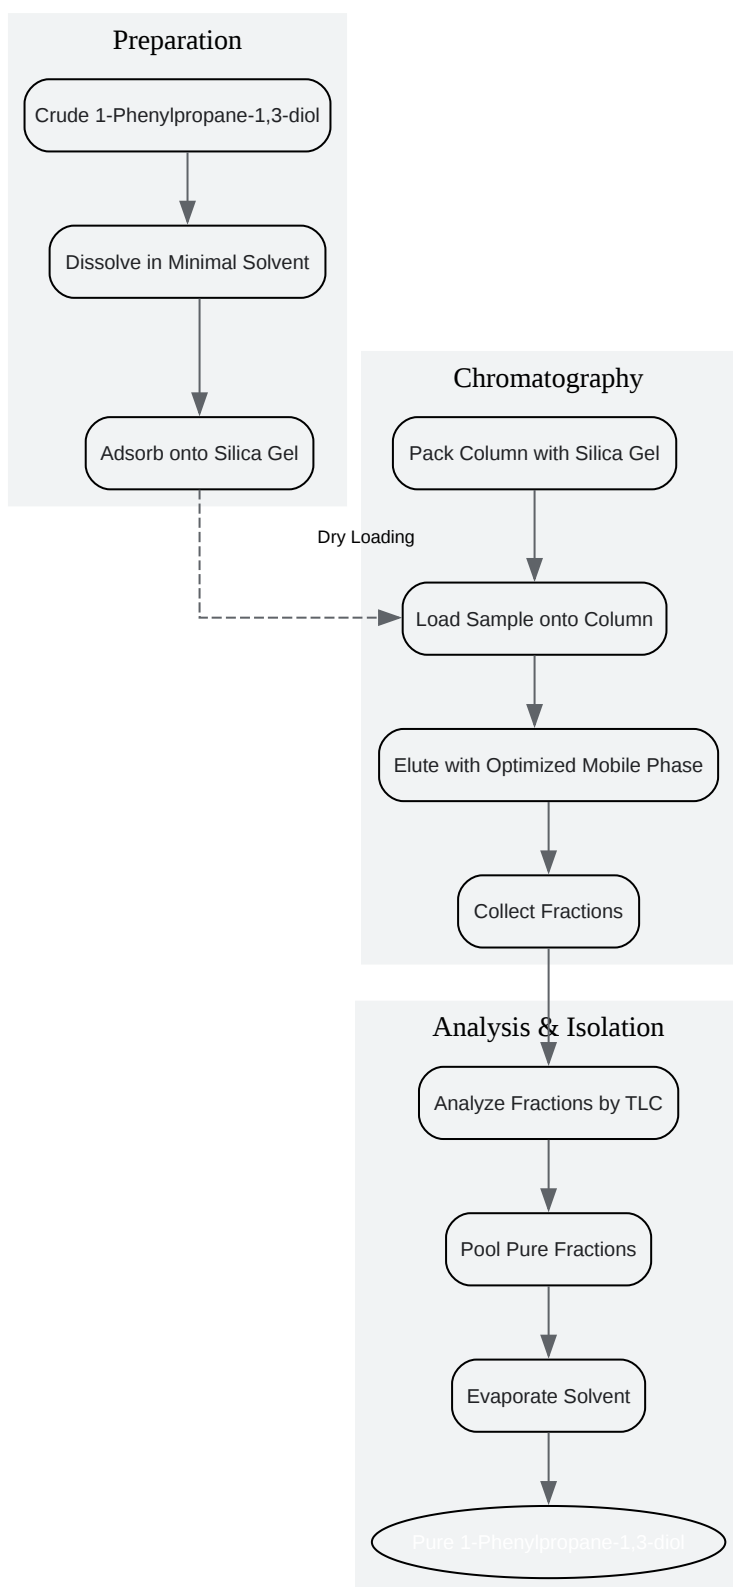 Preparation
Crude 1-Phenylpropane-1,3-diol
Dissolve in Minimal Solvent
Adsorb onto Silica Gel
Dry Loading
Chromatography
Pack Column with Silica Gel
Load Sample onto Column
Elute with Optimized Mobile Phase
Collect Fractions
Analysis & Isolation
Analyze Fractions by TLC
Pool Pure Fractions
Evaporate Solvent
Pure 1-Phenylpropane-1,3-diol